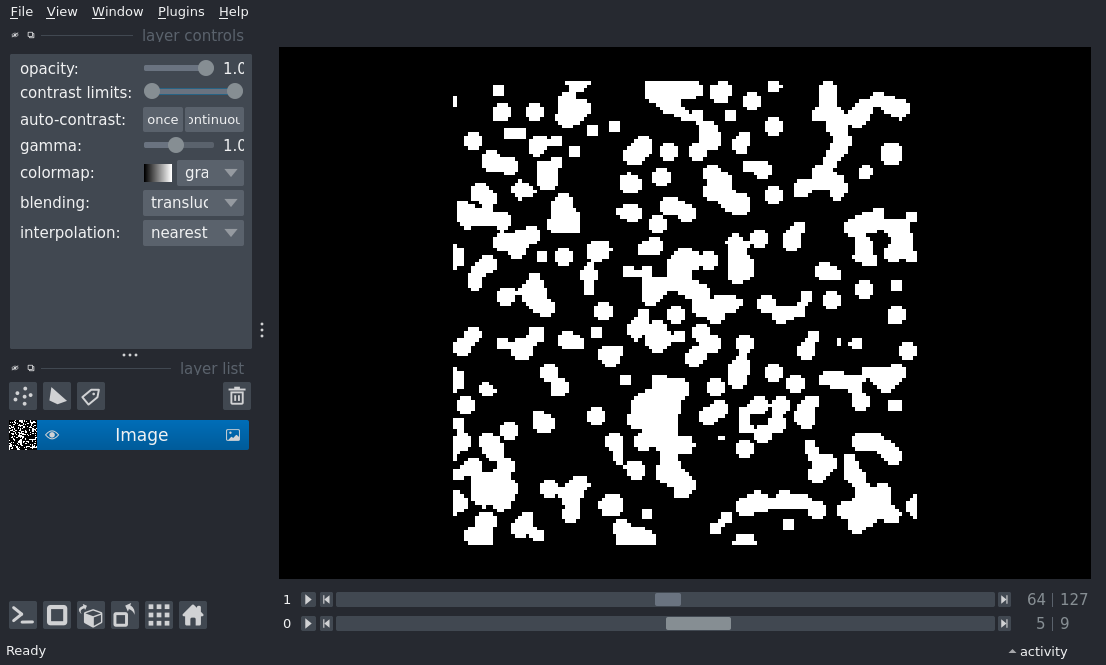 File View Window Plugins Help
layer controls
opacity: 1.0
contrast limits:
auto-contrast: once ontinuou
gamma: 1.0
colormap: gra
blending: transluc
interpolation: nearest
layer list
Image
1 64 | 127
0 5 | 9
Ready activity